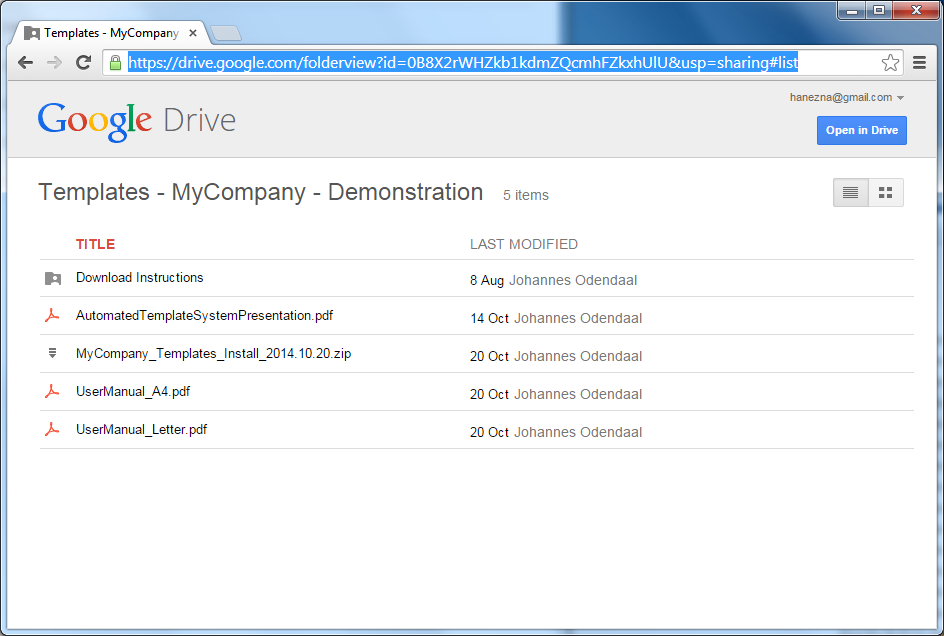 Templates - MyCompany
https://drive.google.com/folderview?id=0B8X2rWHZkb1kdmZQcmhFZkxhUlU&usp=sharing#list
hanezna@gmail.com
Google Drive
Open in Drive
Templates - MyCompany - Demonstration 5 items
TITLE LAST MODIFIED
Download Instructions 8 Aug Johannes Odendaal
AutomatedTemplateSystemPresentation.pdf 14 Oct Johannes Odendaal
MyCompany_Templates_Install_2014.10.20.zip 20 Oct Johannes Odendaal
UserManual_A4.pdf 20 Oct Johannes Odendaal
UserManual_Letter.pdf 20 Oct Johannes Odendaal